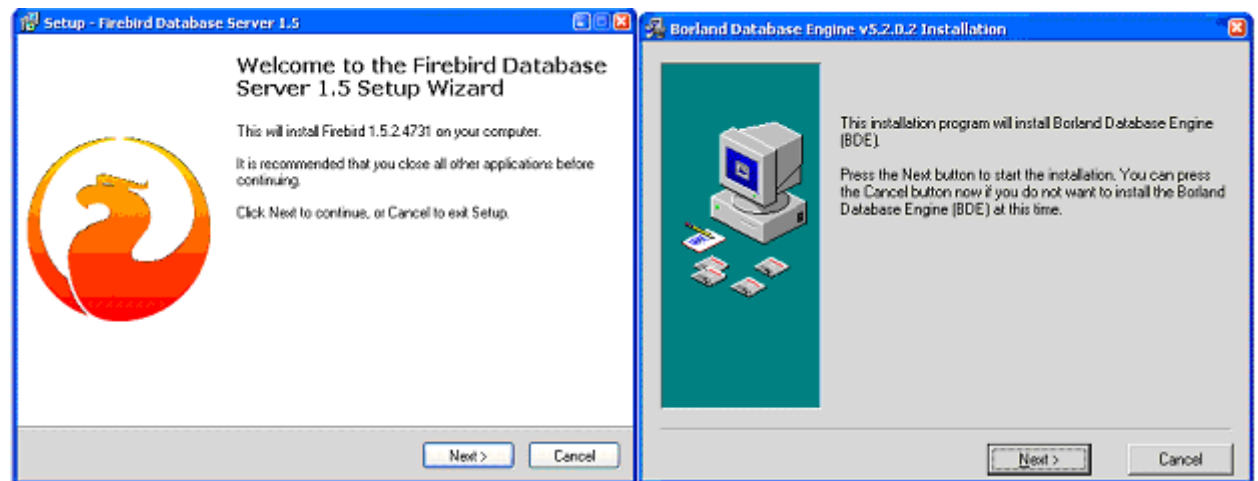 Setup - Firebird Database Server 1.5
Welcome to the Firebird Database
Server 1.5 Setup Wizard
This will install Firebird 1.5.2.4731 on your computer.
It is recommended that you close all other applications before
continuing.
Click Next to continue, or Cancel to exit Setup.
Next >
Cancel
Borland Database Engine v5.2.0.2 Installation
This installation program will install Borland Database Engine
(BDE).
Press the Next button to start the installation. You can press
the Cancel button now if you do not want to install the Borland
Database Engine (BDE) at this time.
Next >
Cancel